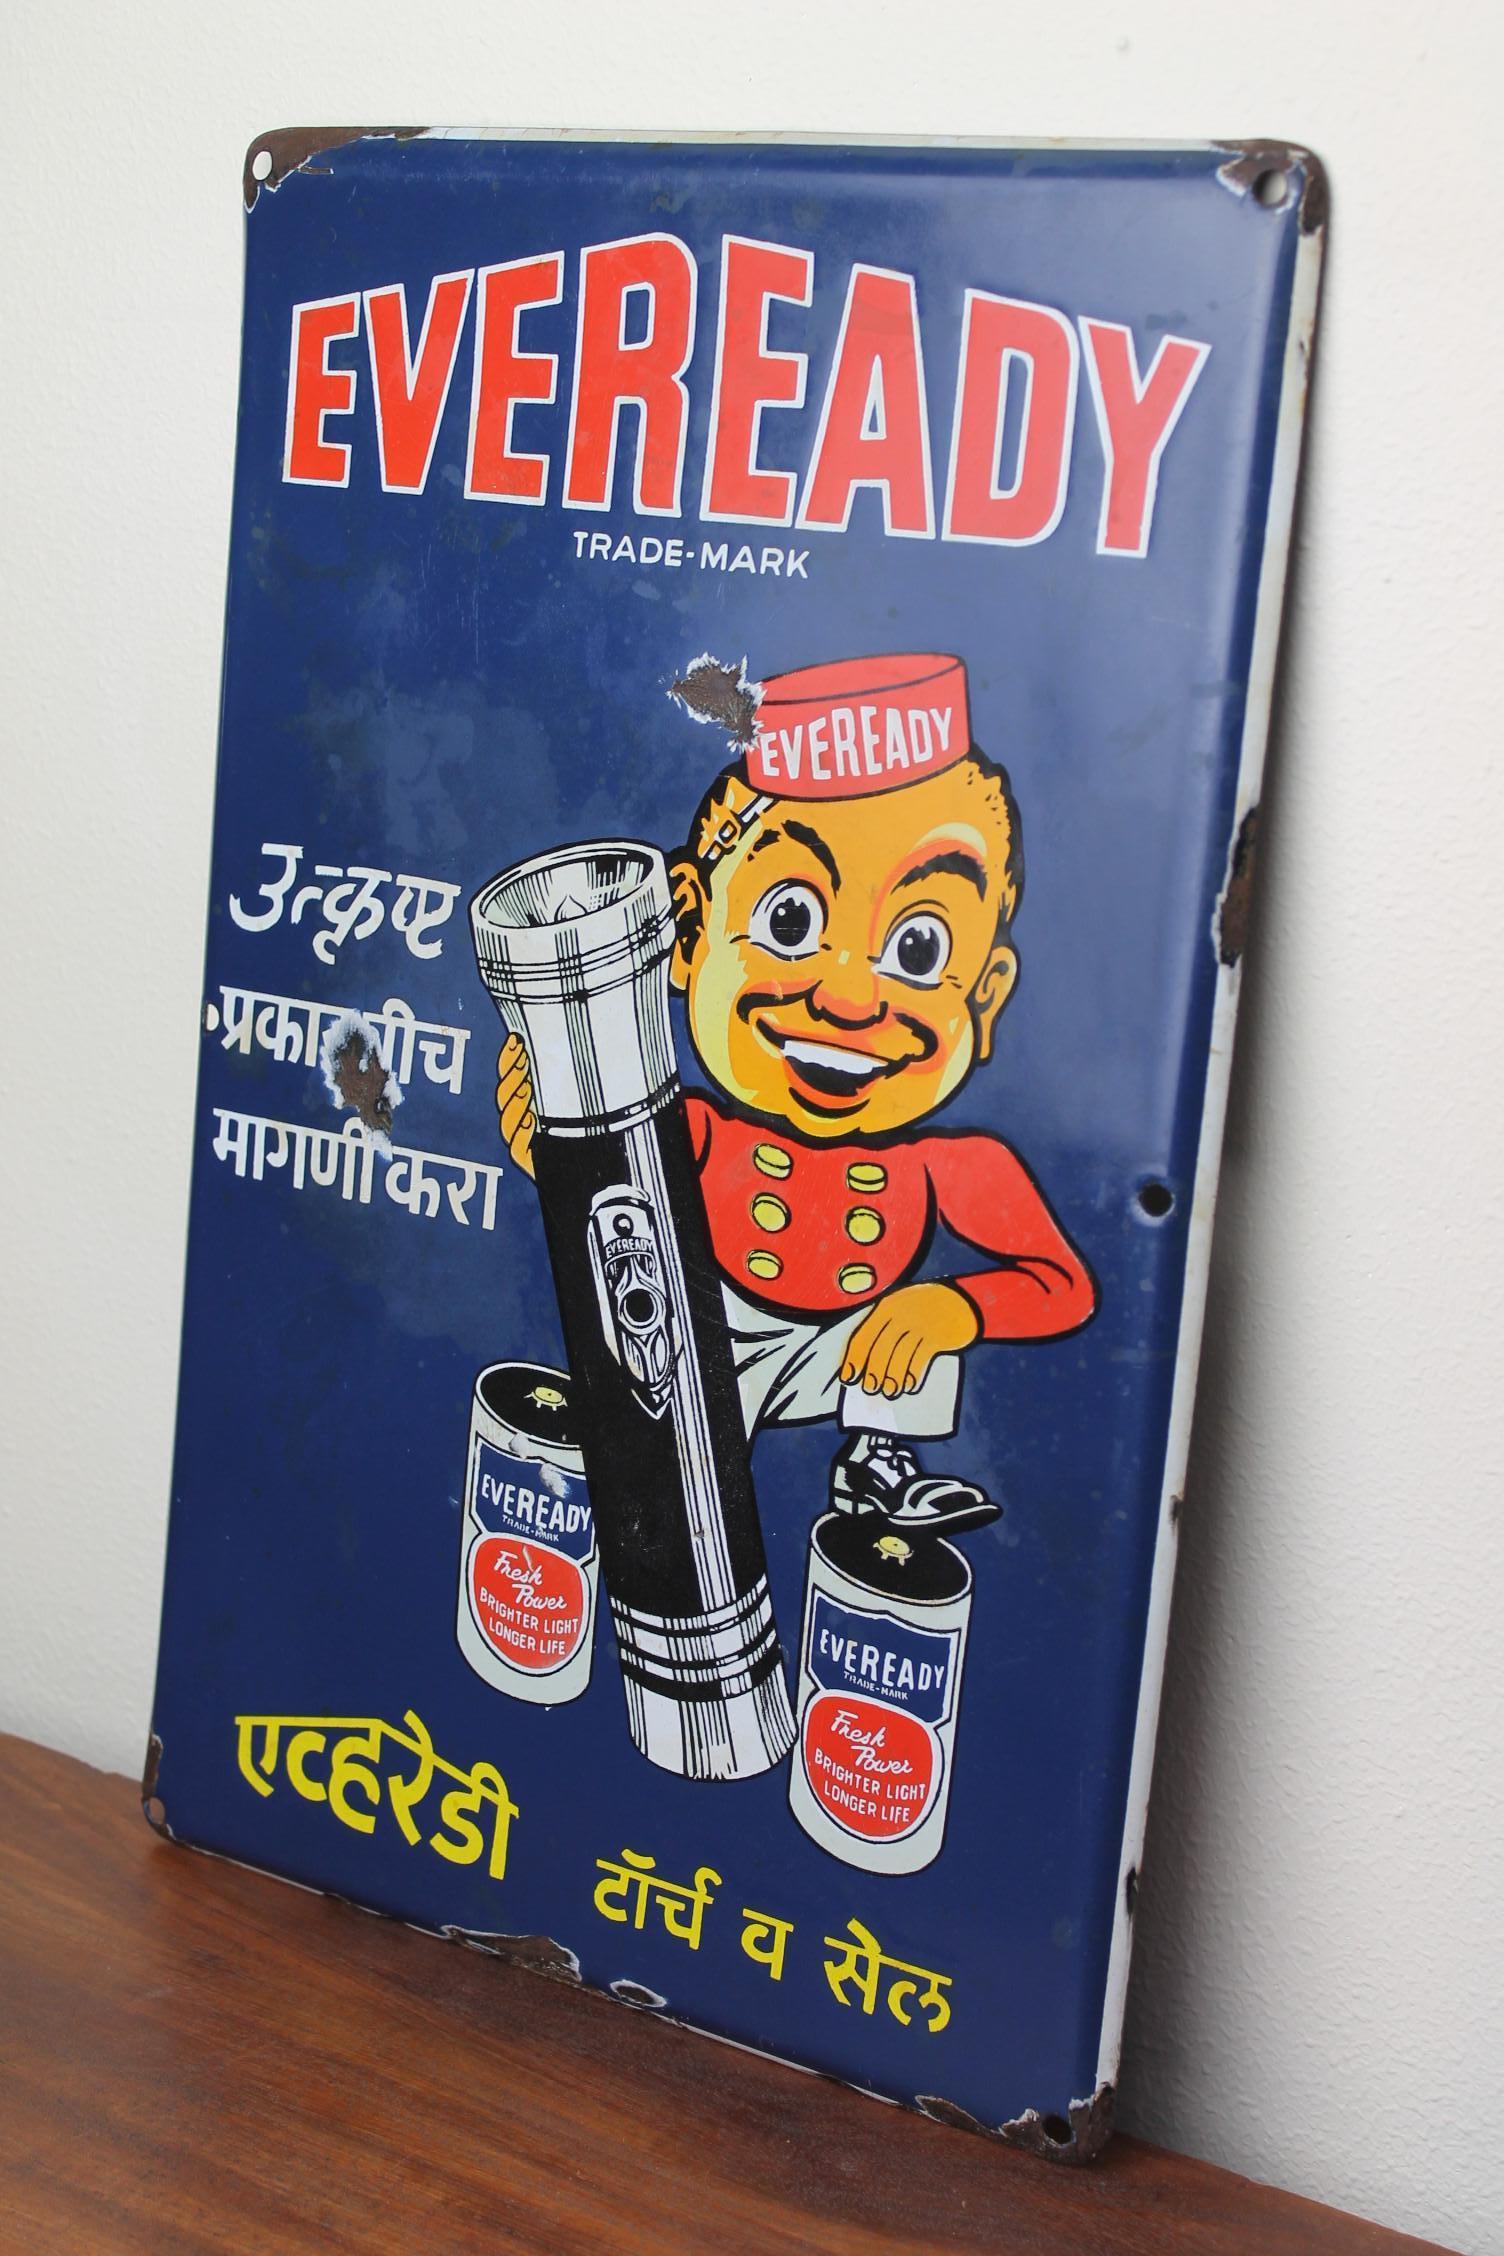 EVEREADY
TRADE-MARK
EVEREADY
उत्कृष्ट
मागणी करा
EVEREADY
EVEREADY
TRADE-MARK
Fresh
Power
BRIGHTER LIGHT
LONGER LIFE
EVEREADY
TRADE-MARK
Fresh
Power
BRIGHTER LIGHT
LONGER LIFE
एव्हरेडी
टॉर्च व सेल